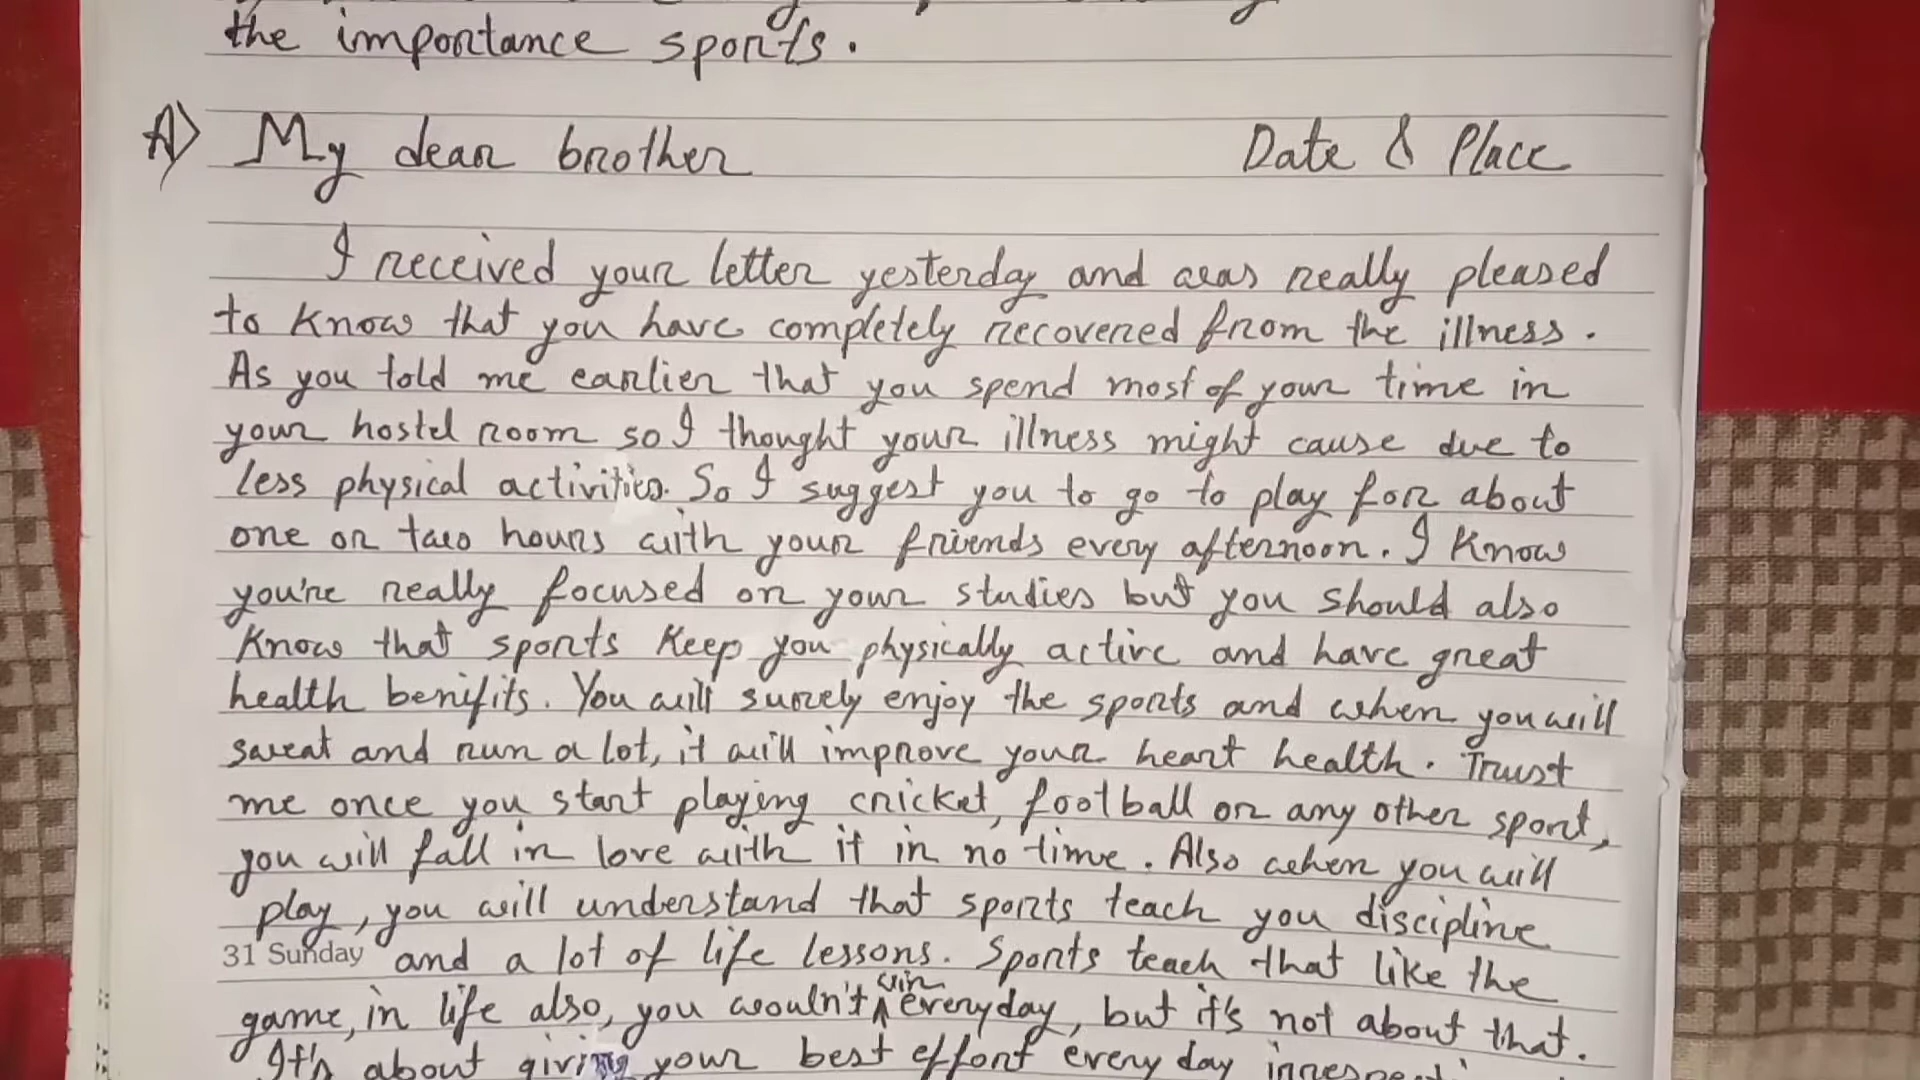 the importance sports.
A) My dear brother Date & Place
I received your letter yesterday and was really pleased
to know that you have completely recovered from the illness.
As you told me earlier that you spend most of your time in
your hostel room so I thought your illness might cause due to
less physical activities. So I suggest you to go to play for about
one or two hours with your friends every afternoon. I know
you're really focused on your studies but you should also
know that sports keep you physically active and have great
health benifits. You will surely enjoy the sports and when you will
sweat and run a lot, it will improve your heart health. Trust
me once you start playing cricket, football or any other sport,
you will fall in love with it in no time. Also when you will
play, you will understand that sports teach you discipline
31 Sunday and a lot of life lessons. Sports teach that like the
game, in life also, you wouln't win everyday, but it's not about that.
It's about giving your best effort every day